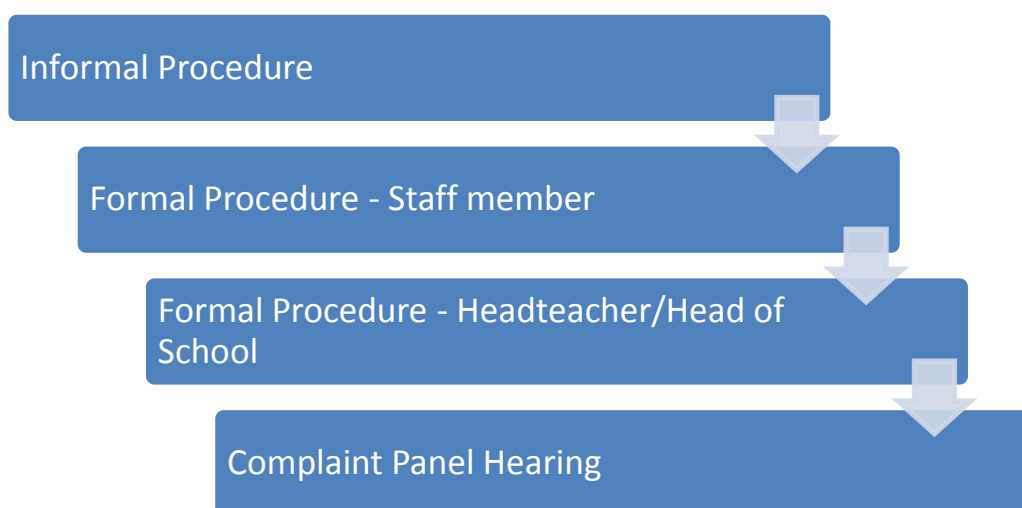 Informal Procedure
Formal Procedure - Staff member
Formal Procedure - Headteacher/Head of
School
Complaint Panel Hearing